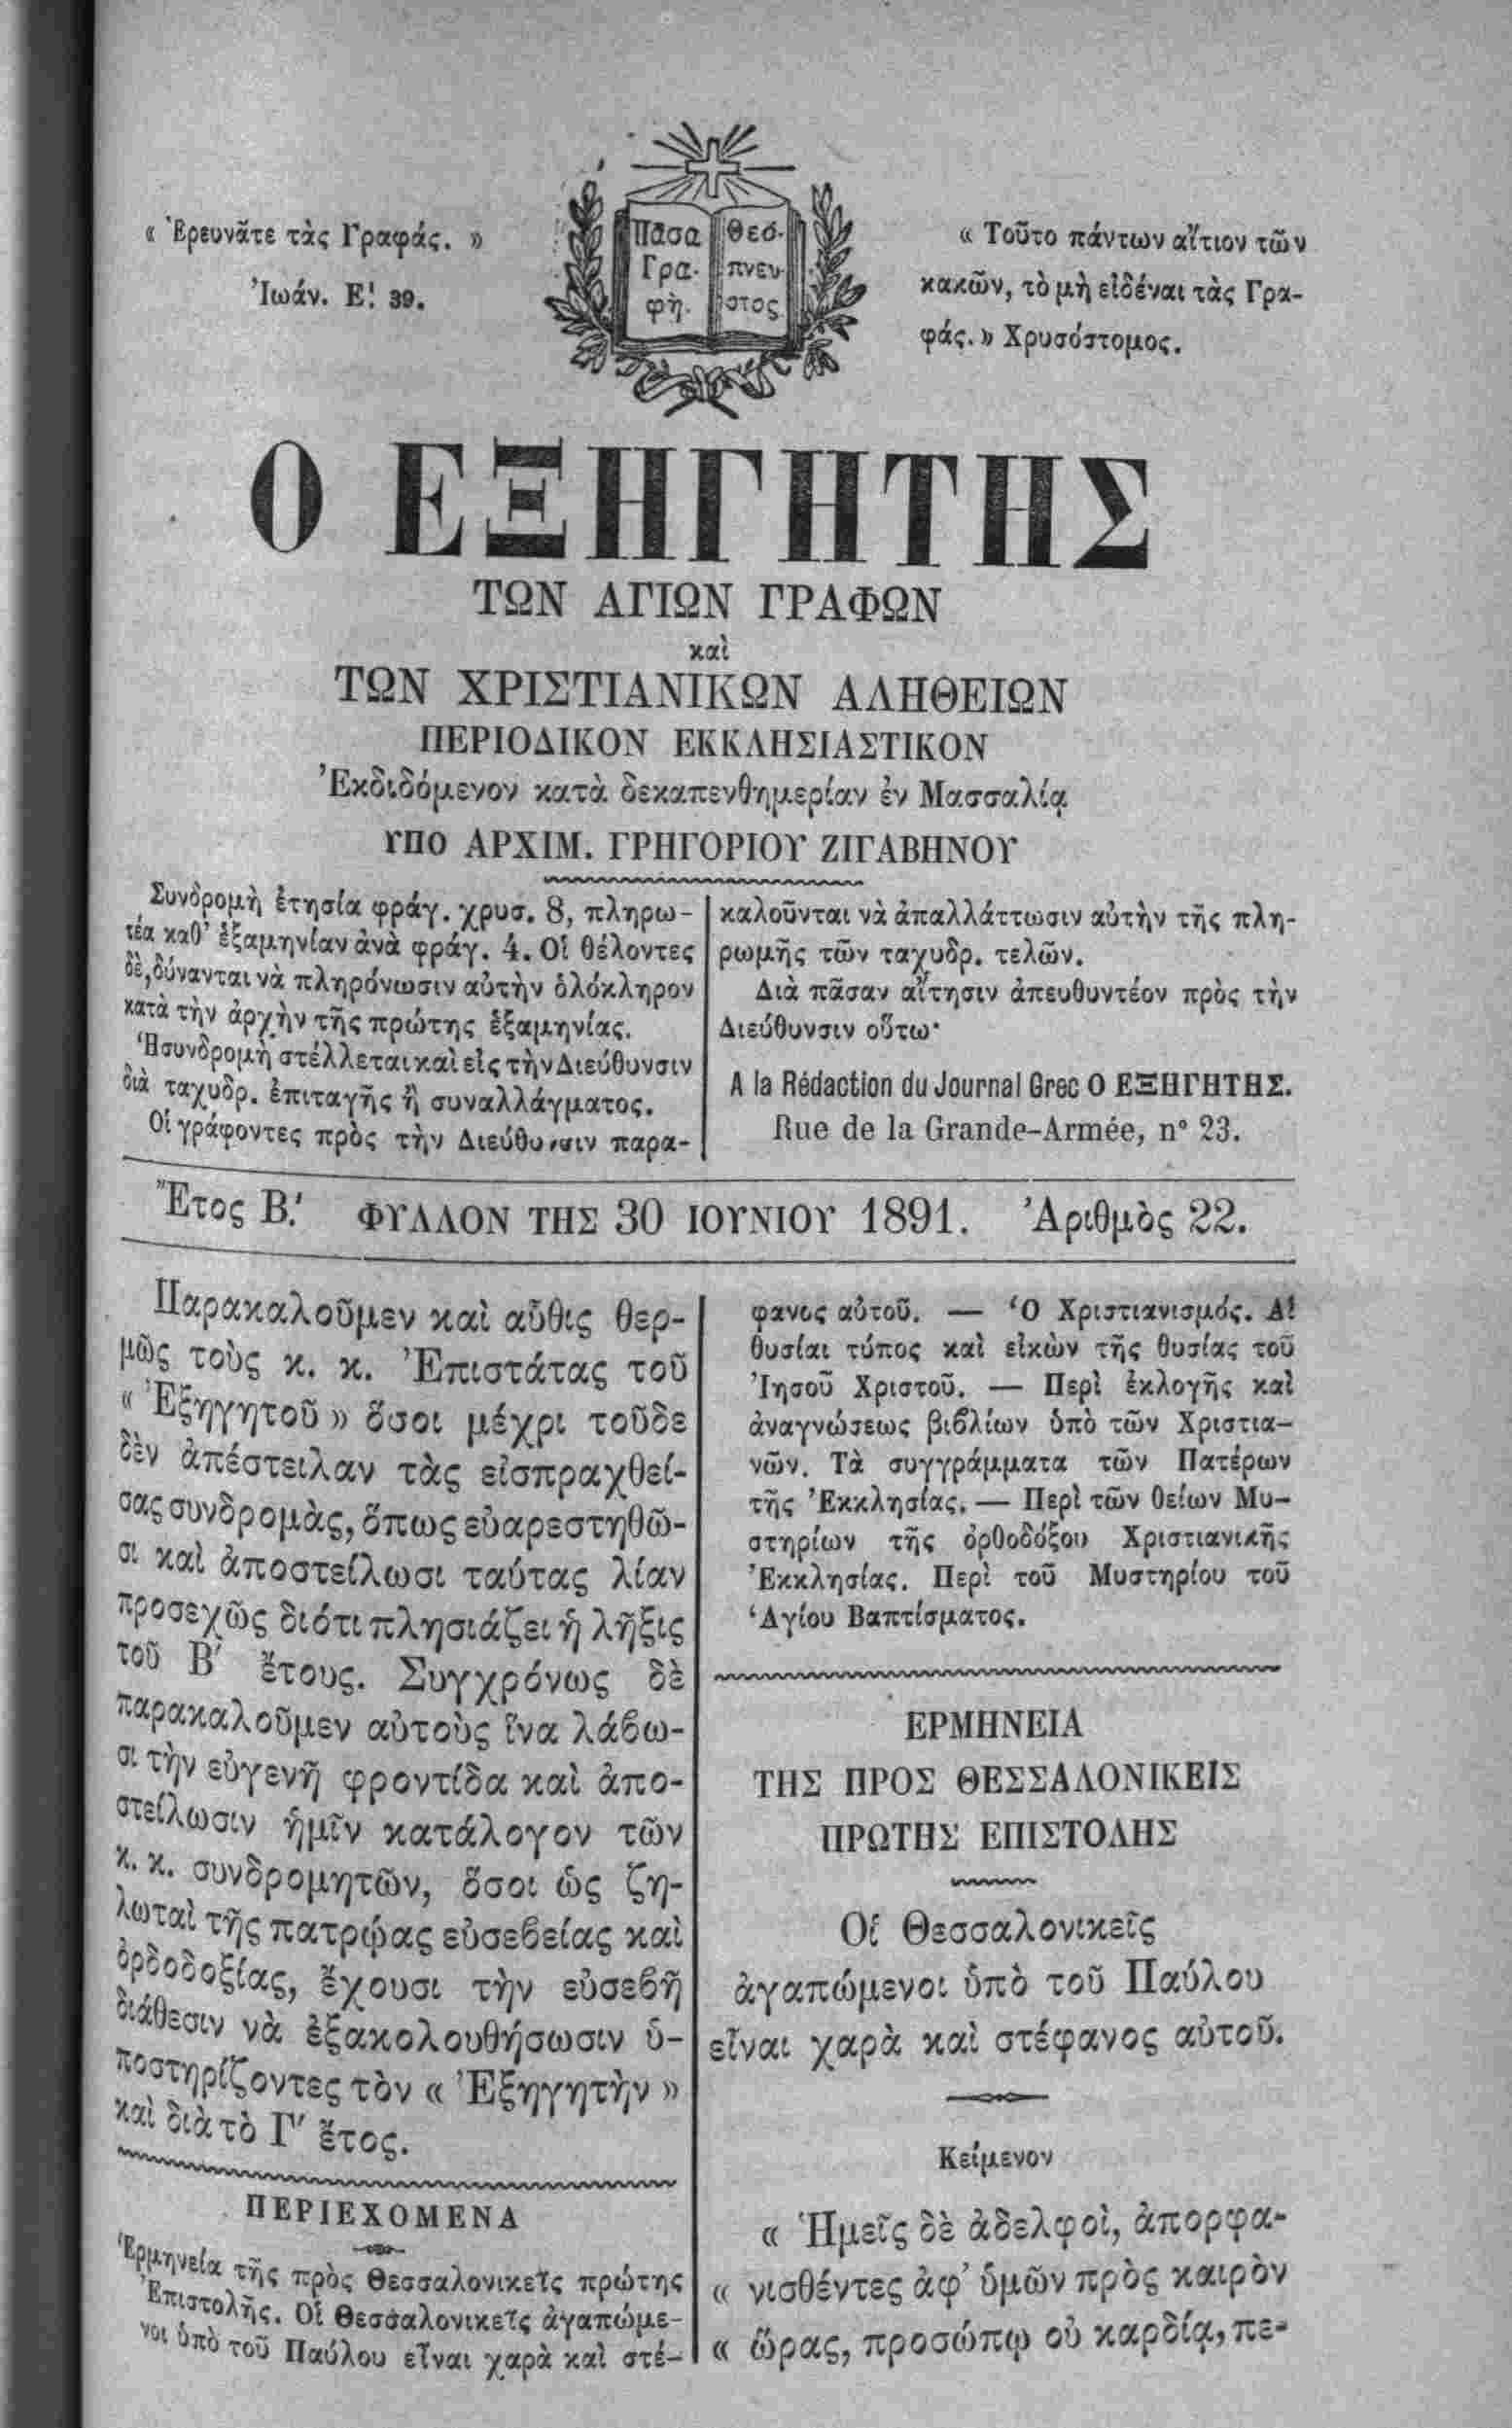 « Ἐρευνᾶτε τὰς Γραφάς. »
Ἰωάν. Ε! 39.
Πᾶσα
Γρα-
φὴ.
Θεό-
πνευ-
στος
« Τοῦτο πάντων αἴτιον τῶν
κακῶν, τὸ μὴ εἰδέναι τὰς Γρα-
φάς. » Χρυσόστομος.
Ο ΕΞΗΓΗΤΗΣ
ΤΩΝ ΑΓΙΩΝ ΓΡΑΦΩΝ
καὶ
ΤΩΝ ΧΡΙΣΤΙΑΝΙΚΩΝ ΑΛΗΘΕΙΩΝ
ΠΕΡΙΟΔΙΚΟΝ ΕΚΚΛΗΣΙΑΣΤΙΚΟΝ
Ἐκδιδόμενον κατὰ δεκαπενθημερίαν ἐν Μασσαλίᾳ
ΥΠΟ ΑΡΧΙΜ. ΓΡΗΓΟΡΙΟΥ ΖΙΓΑΒΗΝΟΥ
Συνδρομὴ ἐτησία φράγ. χρυσ. 8, πληρω-
τέα καθ' ἑξαμηνίαν ἀνὰ φράγ. 4. Οἱ θέλοντες
δὲ, δύνανται νὰ πληρόνωσιν αὐτὴν ὁλόκληρον
κατὰ τὴν ἀρχὴν τῆς πρώτης ἑξαμηνίας.
Ἡ συνδρομὴ στέλλεται καὶ εἰς τὴν Διεύθυνσιν
διὰ ταχυδρ. ἐπιταγῆς ἢ συναλλάγματος.
Οἱ γράφοντες πρὸς τὴν Διεύθυνσιν παρα-
καλοῦνται νὰ ἀπαλλάττωσιν αὐτὴν τῆς πλη-
ρωμῆς τῶν ταχυδρ. τελῶν.
Διὰ πᾶσαν αἴτησιν ἀπευθυντέον πρὸς τὴν
Διεύθυνσιν οὕτω·
A la Rédaction du Journal Grec Ο ΕΞΗΓΗΤΗΣ.
Rue de la Grande-Armée, n° 23.
Ἔτος Β'. ΦΥΛΛΟΝ ΤΗΣ 30 ΙΟΥΝΙΟΥ 1891. Ἀριθμὸς 22.
Παρακαλοῦμεν καὶ αὖθις θερ-
μῶς τοὺς κ. κ. Ἐπιστάτας τοῦ
« Ἐξηγητοῦ » ὅσοι μέχρι τοῦδε
δὲν ἀπέστειλαν τὰς εἰσπραχθεί-
σας συνδρομὰς, ὅπως εὐαρεστηθῶ-
σι καὶ ἀποστείλωσι ταύτας λίαν
προσεχῶς διότι πλησιάζει ἡ λῆξις
τοῦ Β' ἔτους. Συγχρόνως δὲ
παρακαλοῦμεν αὐτοὺς ἵνα λάβω-
σι τὴν εὐγενῆ φροντίδα καὶ ἀπο-
στείλωσιν ἡμῖν κατάλογον τῶν
κ. κ. συνδρομητῶν, ὅσοι ὡς ζη-
λωταὶ τῆς πατρῴας εὐσεβείας καὶ
ὀρδοδοξίας, ἔχουσι τὴν εὐσεβῆ
διάθεσιν νὰ ἐξακολουθήσωσιν ὑ-
ποστηρίζοντες τὸν « Ἐξηγητὴν »
καὶ διὰ τὸ Γ' ἔτος.
ΠΕΡΙΕΧΟΜΕΝΑ
Ἑρμηνεία τῆς πρὸς Θεσσαλονικεῖς πρώτης
Ἐπιστολῆς. Οἱ Θεσσαλονικεῖς ἀγαπώμε-
νοι ὑπὸ τοῦ Παύλου εἶναι χαρὰ καὶ στέ-
φανος αὐτοῦ. — Ὁ Χριστιανισμός. Αἱ
θυσίαι τύπος καὶ εἰκὼν τῆς θυσίας τοῦ
Ἰησοῦ Χριστοῦ. — Περὶ ἐκλογῆς καὶ
ἀναγνώσεως βιβλίων ὑπὸ τῶν Χριστια-
νῶν. Τὰ συγγράμματα τῶν Πατέρων
τῆς Ἐκκλησίας. — Περὶ τῶν θείων Μυ-
στηρίων τῆς ὀρθοδόξου Χριστιανικῆς
Ἐκκλησίας. Περὶ τοῦ Μυστηρίου τοῦ
Ἁγίου Βαπτίσματος.
ΕΡΜΗΝΕΙΑ
ΤΗΣ ΠΡΟΣ ΘΕΣΣΑΛΟΝΙΚΕΙΣ
ΠΡΩΤΗΣ ΕΠΙΣΤΟΛΗΣ
Οἱ Θεσσαλονικεῖς
ἀγαπώμενοι ὑπὸ τοῦ Παύλου
εἶναι χαρὰ καὶ στέφανος αὐτοῦ.
Κείμενον
« Ἡμεῖς δὲ ἀδελφοὶ, ἀπορφα-
« νισθέντες ἀφ' ὑμῶν πρὸς καιρὸν
« ὥρας, προσώπῳ οὐ καρδίᾳ, πε-